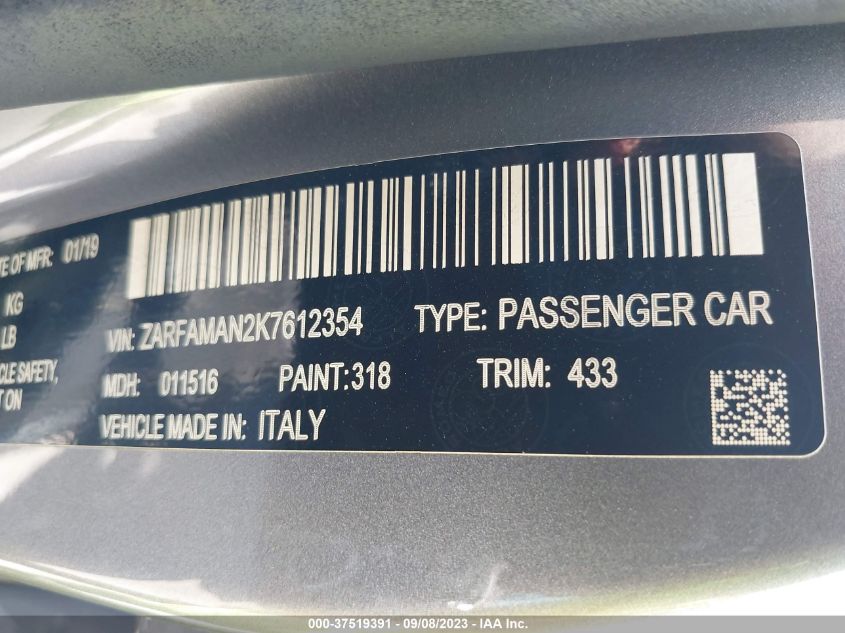 TE OF MFR: 01/19
KG
LB
CLE SAFETY,
T ON
VIN: ZARFAMAN2K7612354 TYPE: PASSENGER CAR
MDH: 011516 PAINT:318 TRIM: 433
VEHICLE MADE IN: ITALY
000-37519391 - 09/08/2023 - © IAA Inc.